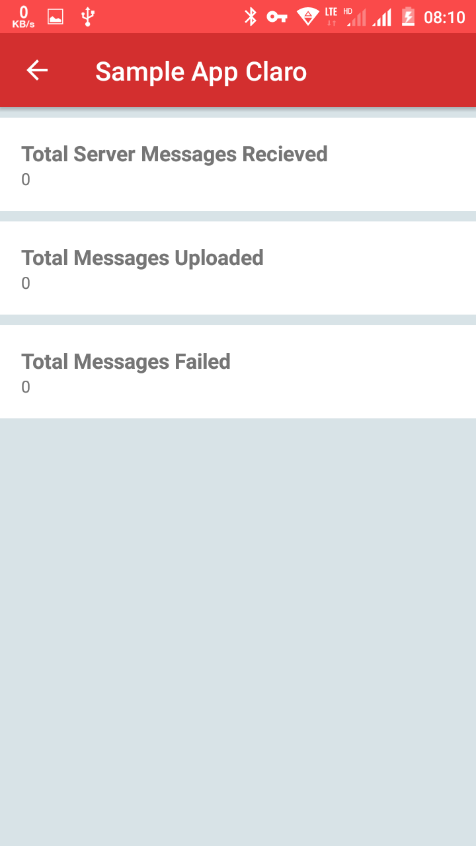 0
KB/s
LTE
HD
08:10
Sample App Claro
Total Server Messages Recieved
0
Total Messages Uploaded
0
Total Messages Failed
0